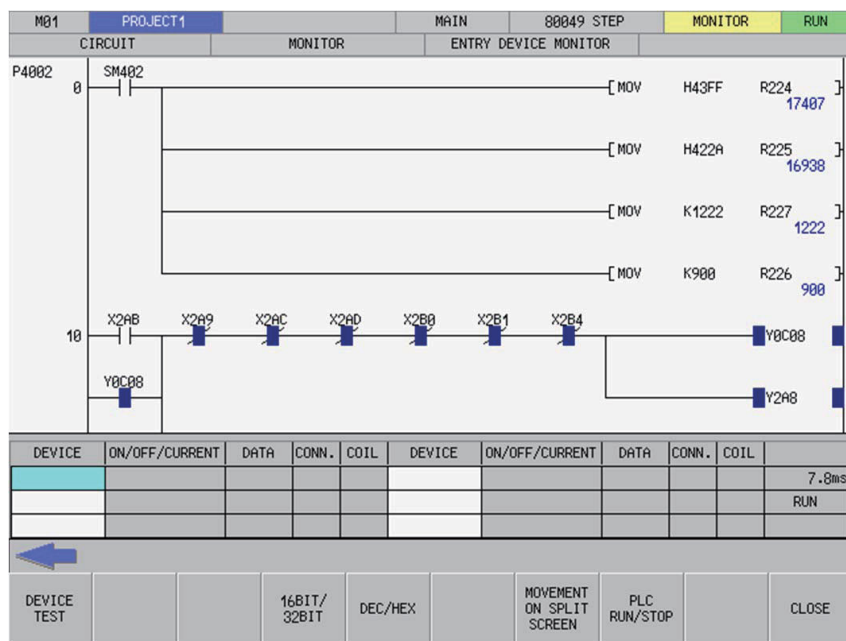 M01 PROJECT1 MAIN 80049 STEP MONITOR RUN
CIRCUIT MONITOR ENTRY DEVICE MONITOR
P4002 SM402
0 MOV H43FF R224
17407
MOV H422A R225
16938
MOV K1222 R227
1222
MOV K900 R226
900
X2AB X2A9 X2AC X2AD X2B0 X2B1 X2B4
10 Y0C08
Y0C08 Y2A8
DEVICE ON/OFF/CURRENT DATA CONN. COIL DEVICE ON/OFF/CURRENT DATA CONN. COIL
7.8ms
RUN
DEVICE TEST 16BIT/ 32BIT DEC/HEX MOVEMENT ON SPLIT SCREEN PLC RUN/STOP CLOSE